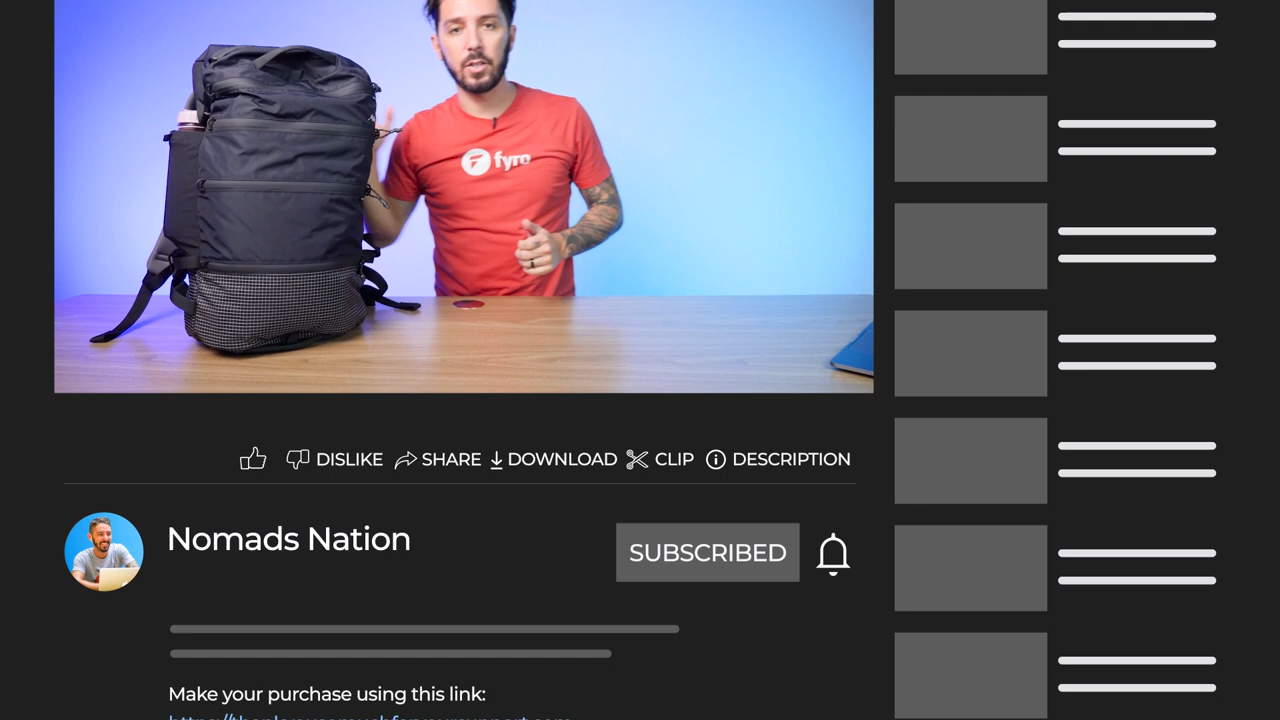 fyro
DISLIKE SHARE DOWNLOAD CLIP DESCRIPTION
Nomads Nation
SUBSCRIBED
Make your purchase using this link: